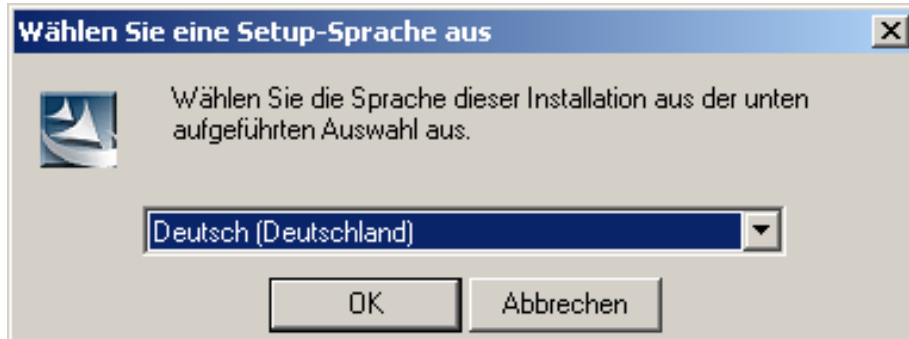 Wählen Sie eine Setup-Sprache aus
Wählen Sie die Sprache dieser Installation aus der unten
aufgeführten Auswahl aus.
Deutsch (Deutschland)
OK
Abbrechen